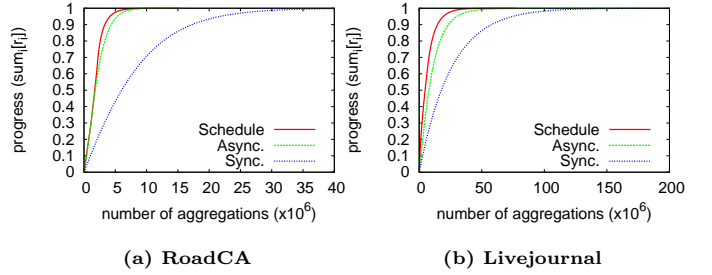 progress (sum_i[r_i])
1
0.9
0.8
0.7
0.6
0.5
0.4
0.3
0.2
0.1
0
Schedule
Async.
Sync.
0 5 10 15 20 25 30 35 40
number of aggregations (x10^6)
(a) RoadCA
progress (sum_i[r_i])
1
0.9
0.8
0.7
0.6
0.5
0.4
0.3
0.2
0.1
0
Schedule
Async.
Sync.
0 50 100 150 200
number of aggregations (x10^6)
(b) Livejournal